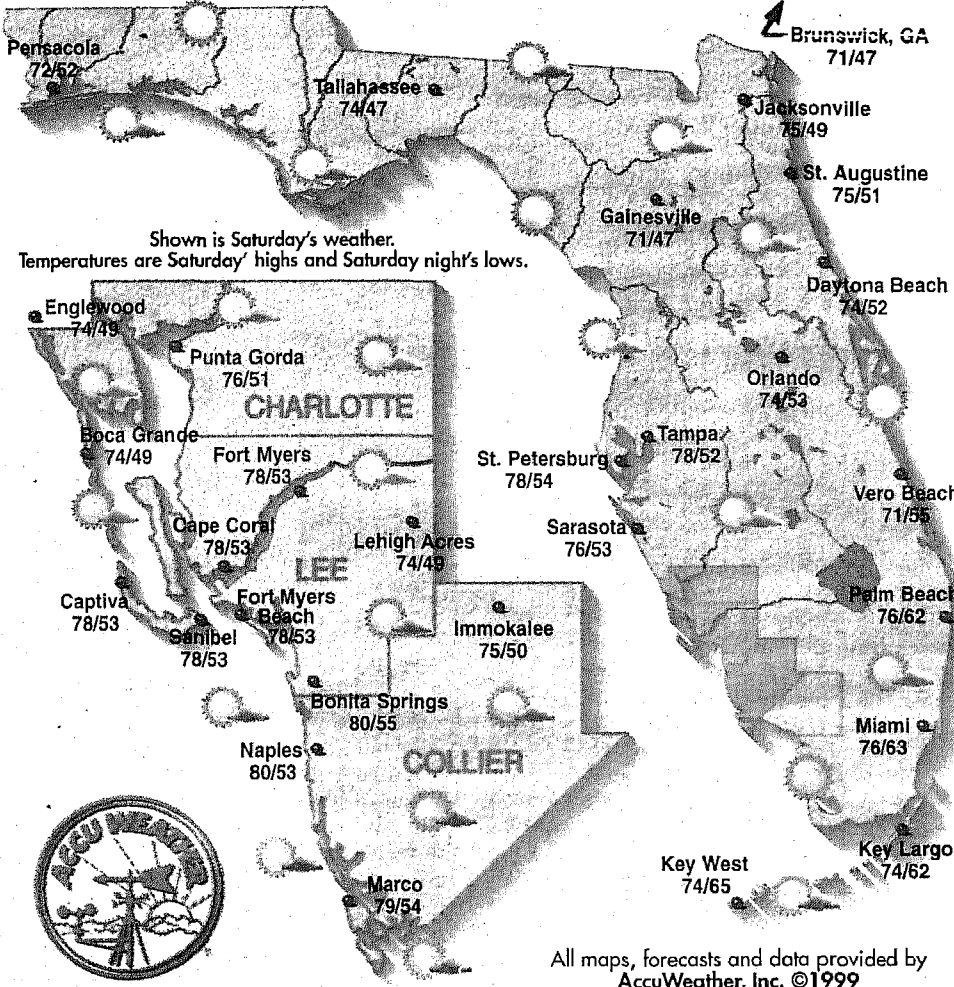 Pensacola
72/52
Tallahassee
74/47
Brunswick, GA
71/47
Jacksonville
75/49
St. Augustine
75/51
Gainesville
71/47
Daytona Beach
74/52
Orlando
74/53
Tampa
78/52
St. Petersburg
78/54
Sarasota
76/53
Vero Beach
71/55
Palm Beach
76/62
Miami
76/63
Key Largo
74/62
Key West
74/65
Shown is Saturday's weather.
Temperatures are Saturday' highs and Saturday night's lows.
Englewood
74/49
Punta Gorda
76/51
CHARLOTTE
Boca Grande
74/49
Fort Myers
78/53
Cape Coral
78/53
Lehigh Acres
74/49
LEE
Captiva
78/53
Sanibel
78/53
Fort Myers
Beach
78/53
Immokalee
75/50
Bonita Springs
80/55
Naples
80/53
COLLIER
Marco
79/54
ACCU WEATHER
All maps, forecasts and data provided by
AccuWeather, Inc. ©1999